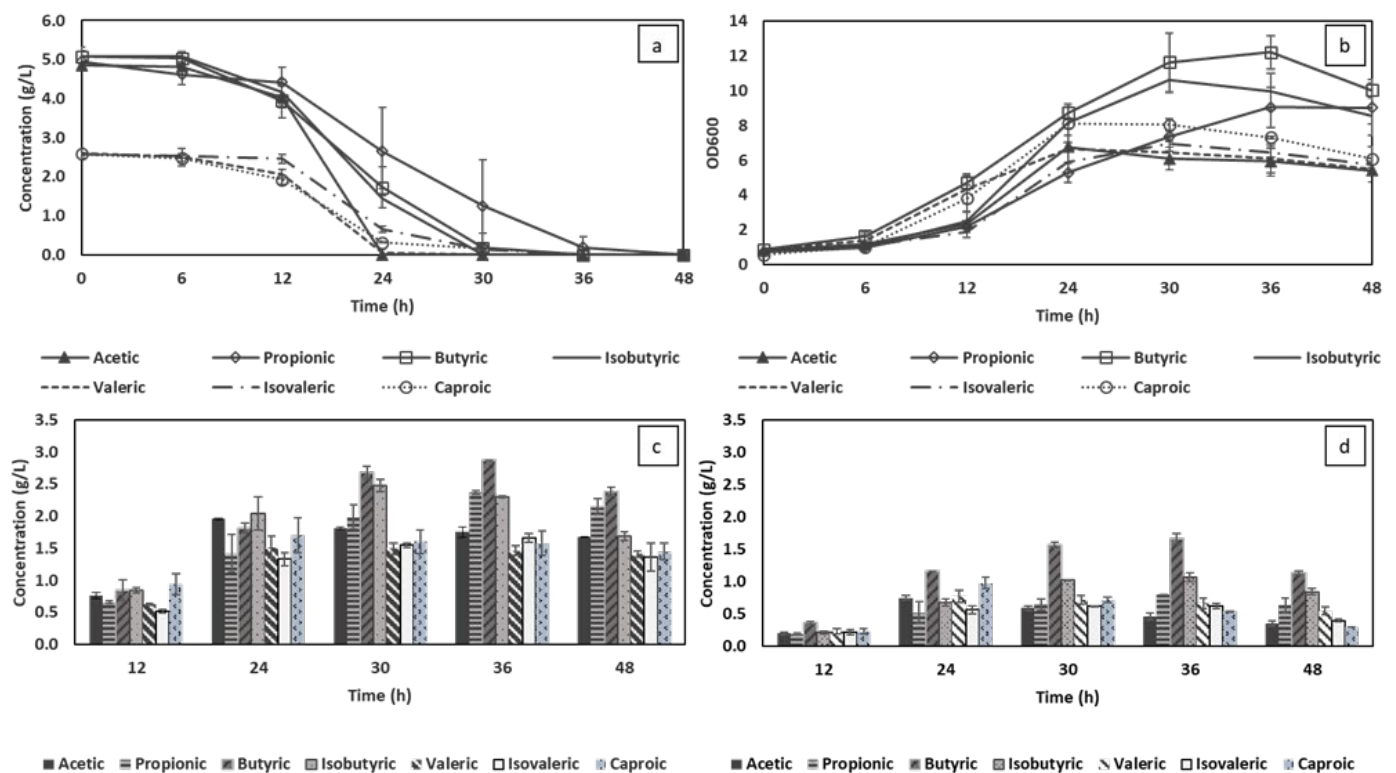 6.0
5.0
4.0
3.0
2.0
1.0
0.0
Concentration (g/L)
a
0 6 12 24 30 36 48
Time (h)
Acetic Propionic Butyric Isobutyric
Valeric Isovaleric Caproic
14
12
10
8
6
4
2
0
OD600
b
0 6 12 24 30 36 48
Time (h)
Acetic Propionic Butyric Isobutyric
Valeric Isovaleric Caproic
3.5
3.0
2.5
2.0
1.5
1.0
0.5
0.0
Concentration (g/L)
c
12 24 30 36 48
Time (h)
Acetic Propionic Butyric Isobutyric Valeric Isovaleric Caproic
3.5
3.0
2.5
2.0
1.5
1.0
0.5
0.0
Concentration (g/L)
d
12 24 30 36 48
Time (h)
Acetic Propionic Butyric Isobutyric Valeric Isovaleric Caproic